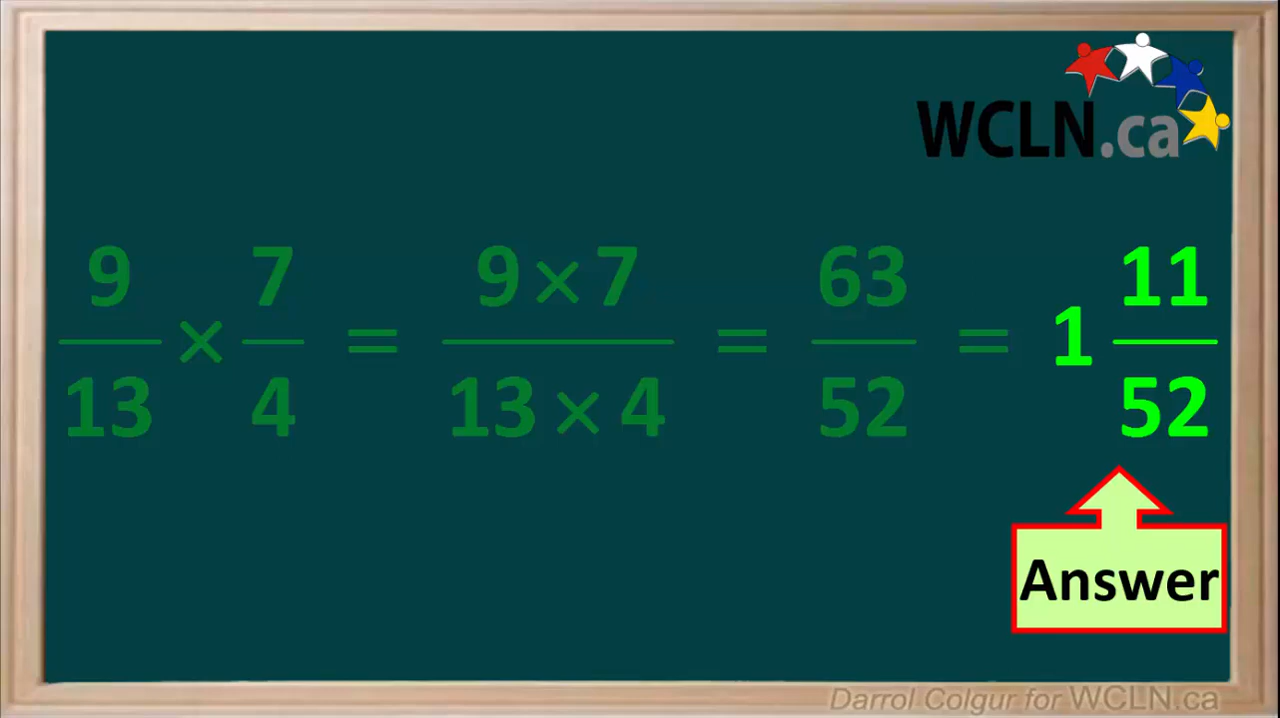 WCLN.ca
9/13 × 7/4 = 9×7/13×4 = 63/52 = 1 11/52
Answer
Darrol Colgur for WCLN.ca